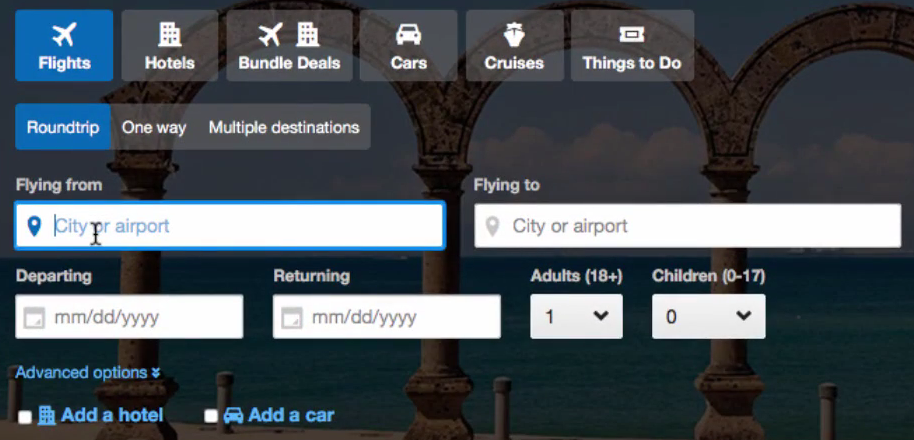 Flights Hotels Bundle Deals Cars Cruises Things to Do
Roundtrip One way Multiple destinations
Flying from Flying to
City or airport City or airport
Departing Returning Adults (18+) Children (0-17)
mm/dd/yyyy mm/dd/yyyy 1 0
Advanced options
Add a hotel Add a car